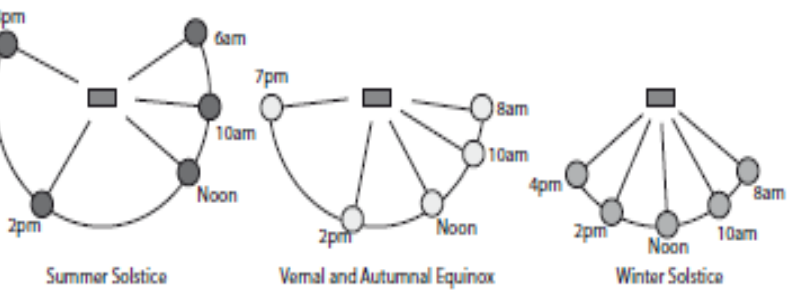 pm
6am
10am
Noon
2pm
Summer Solstice
7pm
8am
10am
Noon
2pm
Vernal and Autumnal Equinox
4pm
2pm
Noon
10am
8am
Winter Solstice